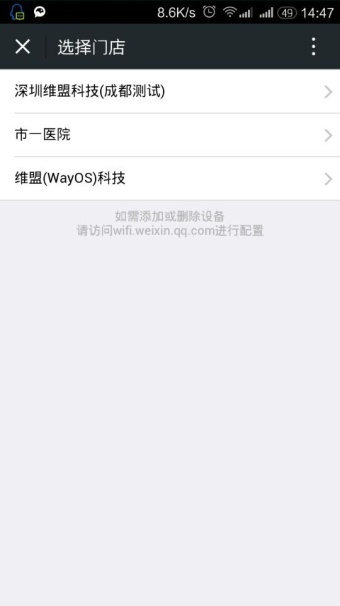 8.6K/s 49 14:47
选择门店
深圳维盟科技(成都测试)
市一医院
维盟(WayOS)科技
如需添加或删除设备
请访问wifi.weixin.qq.com进行配置